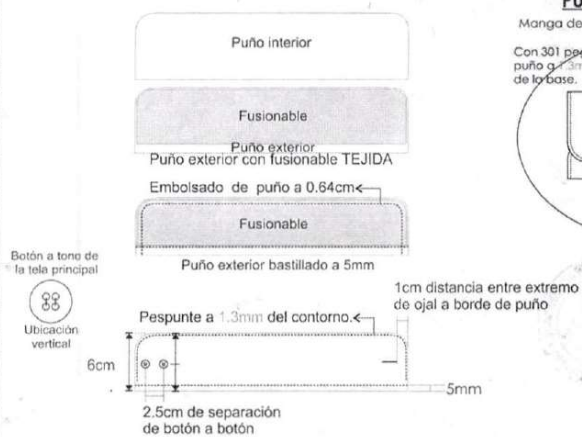 Puño interior
Fusionable
Puño exterior
Puño exterior con fusionable TEJIDA
Embolsado de puño a 0.64cm
Fusionable
Puño exterior bastillado a 5mm
Botón a tono de
la tela principal
Ubicación
vertical
Pespunte a 1.3mm del contorno.
1cm distancia entre extremo
de ojal a borde de puño
6cm
5mm
2.5cm de separación
de botón a botón
Manga de
Con 301
puño a 1.3m
de la base.